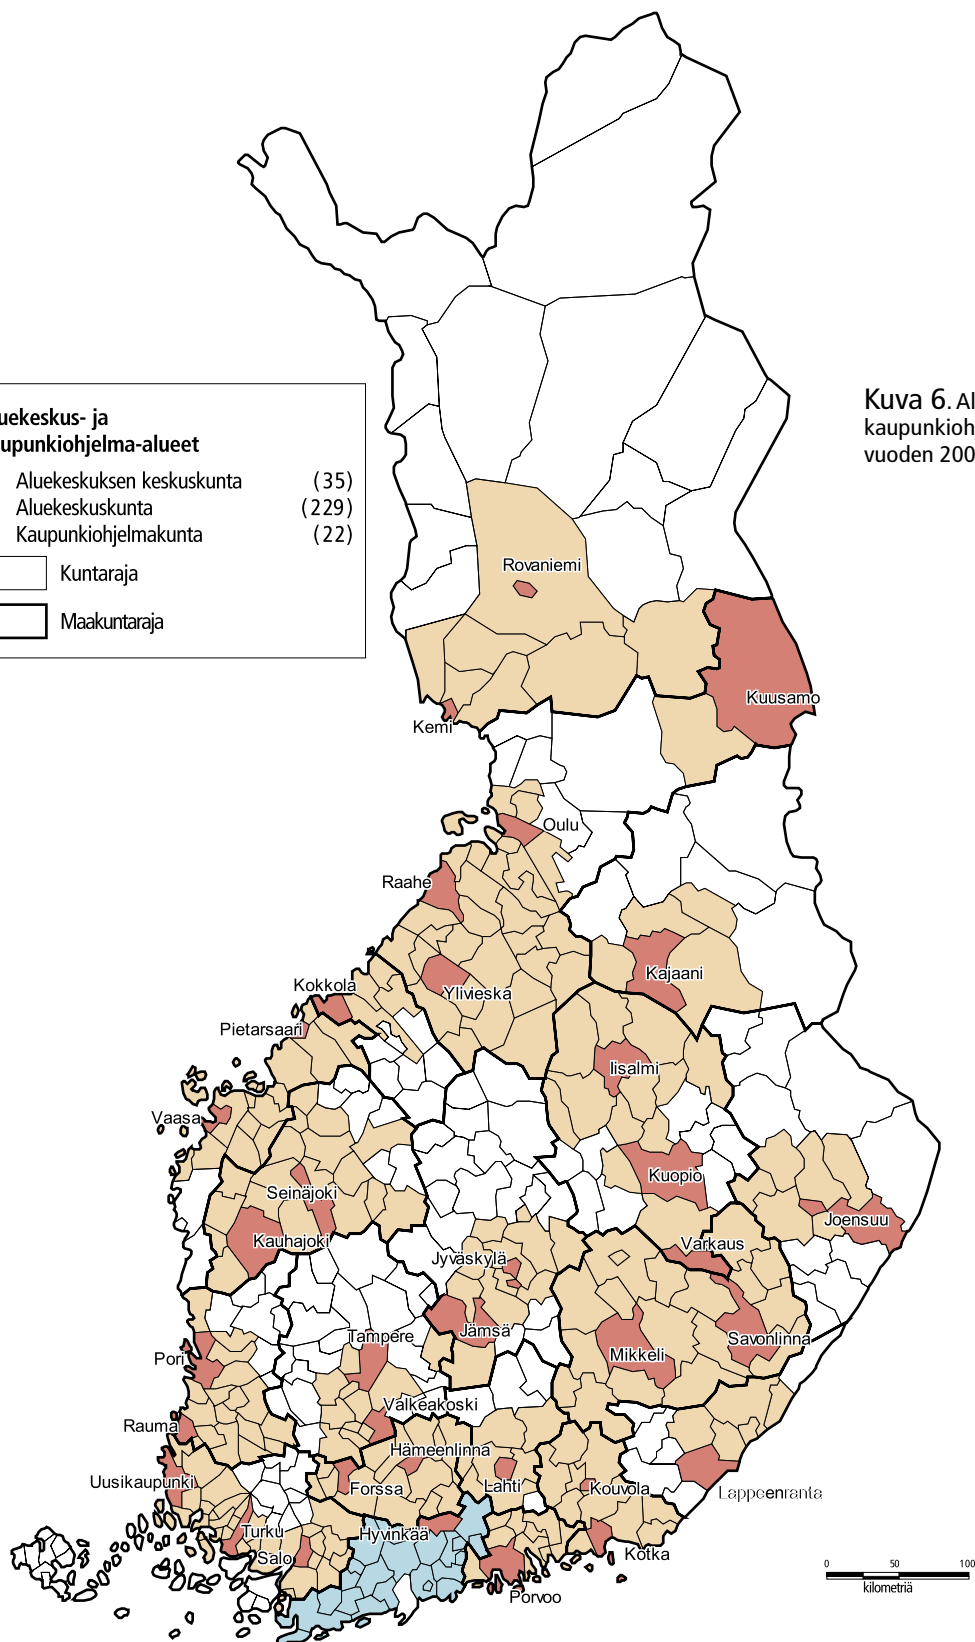 Kuva 6. Al
kaupunkioh
vuoden 200
uekeskus- ja
upunkiohjelma-alueet
Aluekeskuksen keskuskunta (35)
Aluekeskuskunta (229)
Kaupunkiohjelmakunta (22)
Kuntaraja
Maakuntaraja
Rovaniemi
Kuusamo
Kemi
Oulu
Raahe
Kajaani
Kokkola
Ylivieska
Pietarsaari
Iisalmi
Vaasa
Kuopio
Seinäjoki
Joensuu
Kauhajoki
Varkaus
Jyväskylä
Jämsä
Tampere
Savonlinna
Mikkeli
Pori
Valkeakoski
Rauma
Hämeenlinna
Uusikaupunki
Forssa
Lahti
Kouvola
Lappeenranta
Turku
Hyvinkää
Salo
Kotka
Porvoo
0 50 100
kilometriä